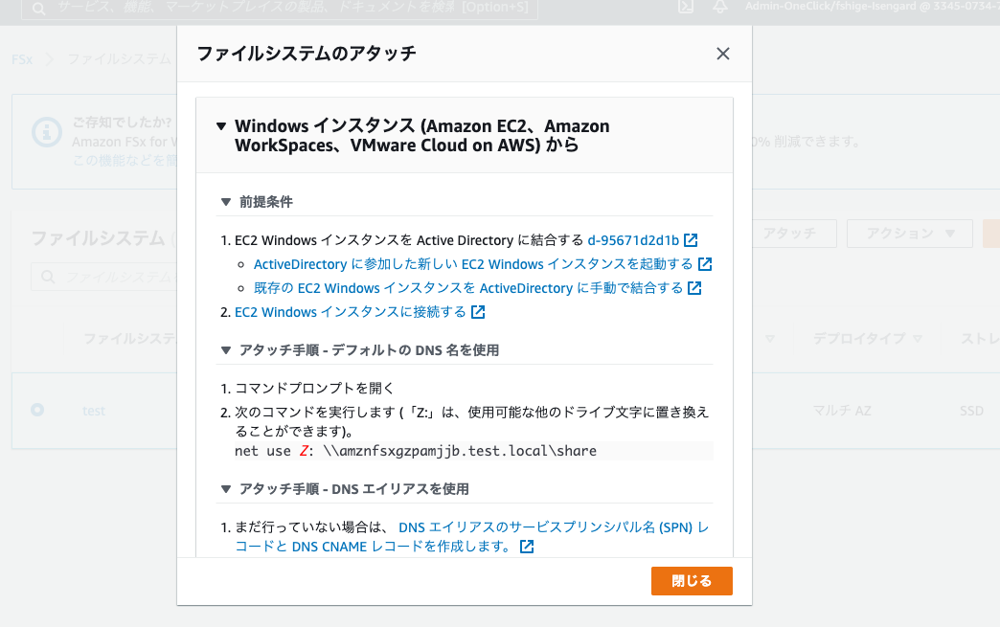 サービス、機能、マーケットプレイスの製品、ドキュメントを検索 [Option+S]
Admin-OneClick/fshige-Isengard @ 3345-0734-
FSx
ファイルシステム
ご存知でしたか?
Amazon FSx for
0% 削減できます。
この機能などを
ファイルシステム
アタッチ
アクション
ファイルシステム
ファイルシステ
デプロイタイプ
ストレ
test
マルチ AZ
SSD
ファイルシステムのアタッチ
Windows インスタンス (Amazon EC2、Amazon
WorkSpaces、VMware Cloud on AWS) から
前提条件
1. EC2 Windows インスタンスを Active Directory に結合する d-95671d2d1b
ActiveDirectory に参加した新しい EC2 Windows インスタンスを起動する
既存の EC2 Windows インスタンスを ActiveDirectory に手動で結合する
2. EC2 Windows インスタンスに接続する
アタッチ手順 - デフォルトの DNS 名を使用
1. コマンドプロンプトを開く
2. 次のコマンドを実行します (「Z:」は、使用可能な他のドライブ文字に置き換え
ることができます)。
net use Z: \\amznfsxgzpamjjb.test.local\share
アタッチ手順 - DNS エイリアスを使用
1. まだ行っていない場合は、 DNS エイリアスのサービスプリンシパル名 (SPN) レ
コードと DNS CNAME レコードを作成します。
閉じる